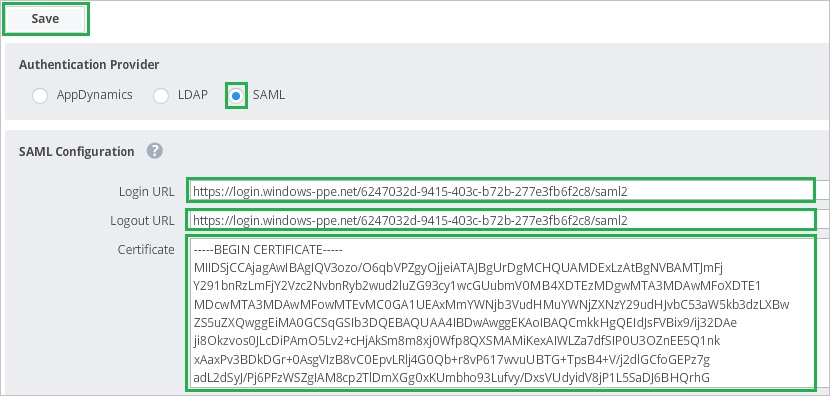 Save
Authentication Provider
AppDynamics LDAP SAML
SAML Configuration ?
Login URL https://login.windows-ppe.net/6247032d-9415-403c-b72b-277e3fb6f2c8/saml2
Logout URL https://login.windows-ppe.net/6247032d-9415-403c-b72b-277e3fb6f2c8/saml2
Certificate -----BEGIN CERTIFICATE-----
MIIDSjCCAjagAwIBAgIQV3ozo/O6qbVPZgyOjjeiATAJBgUrDgMCHQUAMDExLzAtBgNVBAMTJmFj
Y291bnRzLmFjY2Vzc2NvbnRyb2wud2luZG93cy1wcGUubmV0MB4XDTEzMDgwMTA3MDAwMFoXDTE1
MDcwMTA3MDAwMFowMTEvMC0GA1UEAxMmYWNjb3VudHMuYWNjZXNzY29udHJvbC53aW5kb3dzLXBw
ZS5uZXQwggEiMA0GCSqGSIb3DQEBAQUAA4IBDwAwggEKAoIBAQCmkkHgQEIdJsFVBix9/ij32DAe
ji8Okzvos0JLcDiPAmO5Lv2+cHjAkSm8m8xj0Wfp8QXSMAMiKexAIWLZa7dfSIP0U3OZnEE5Q1nk
xAaxPv3BDkDGr+0AsgVIzB8vC0EpvLRlj4G0Qb+r8vP617wvuUBTG+TpsB4+V/j2dlGCfoGEPz7g
adL2dSyJ/Pj6PFzWSZgIAM8cp2TlDmXGg0xKUmbho93Lufvy/DxsVUdyidV8jP1L5SaDJ6BHQrhG